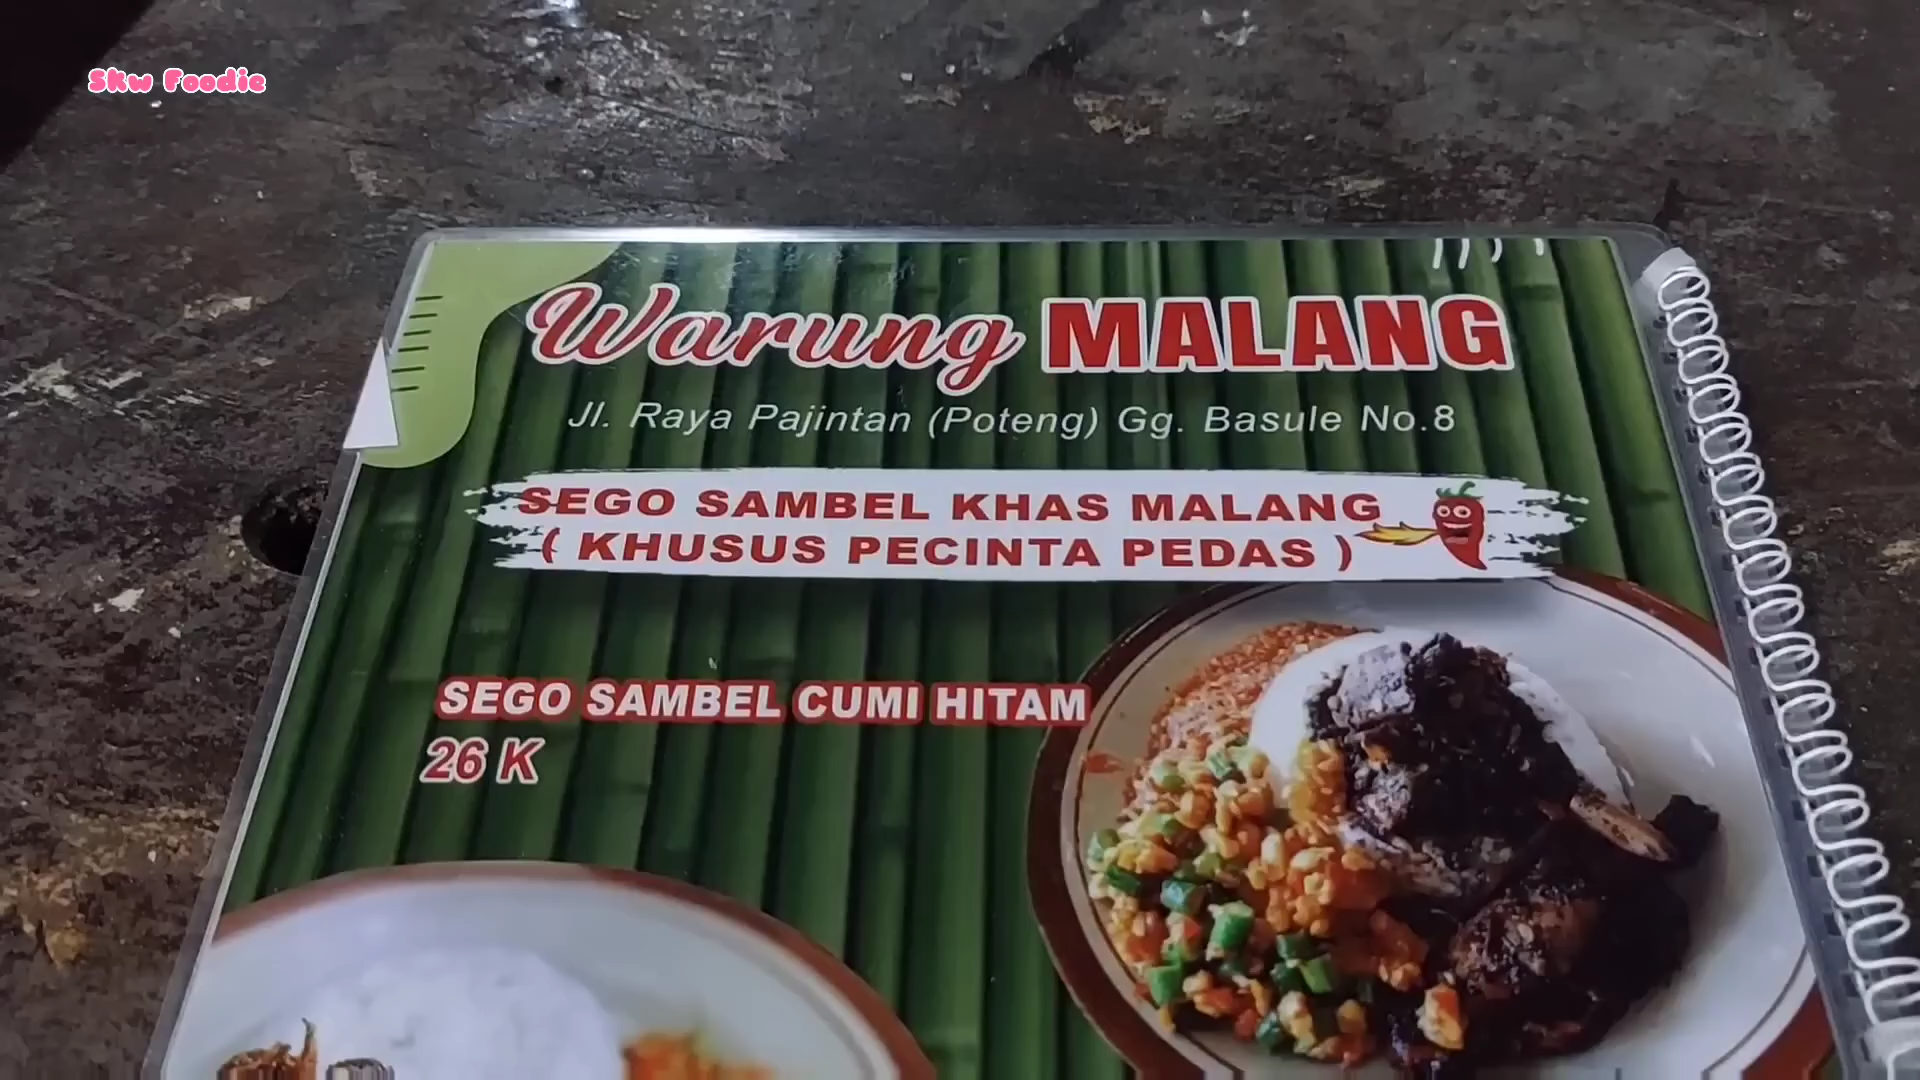 Skw Foodie
Warung MALANG
Jl. Raya Pajintan (Poteng) Gg. Basule No.8
SEGO SAMBEL KHAS MALANG
( KHUSUS PECINTA PEDAS )
SEGO SAMBEL CUMI HITAM
26 K